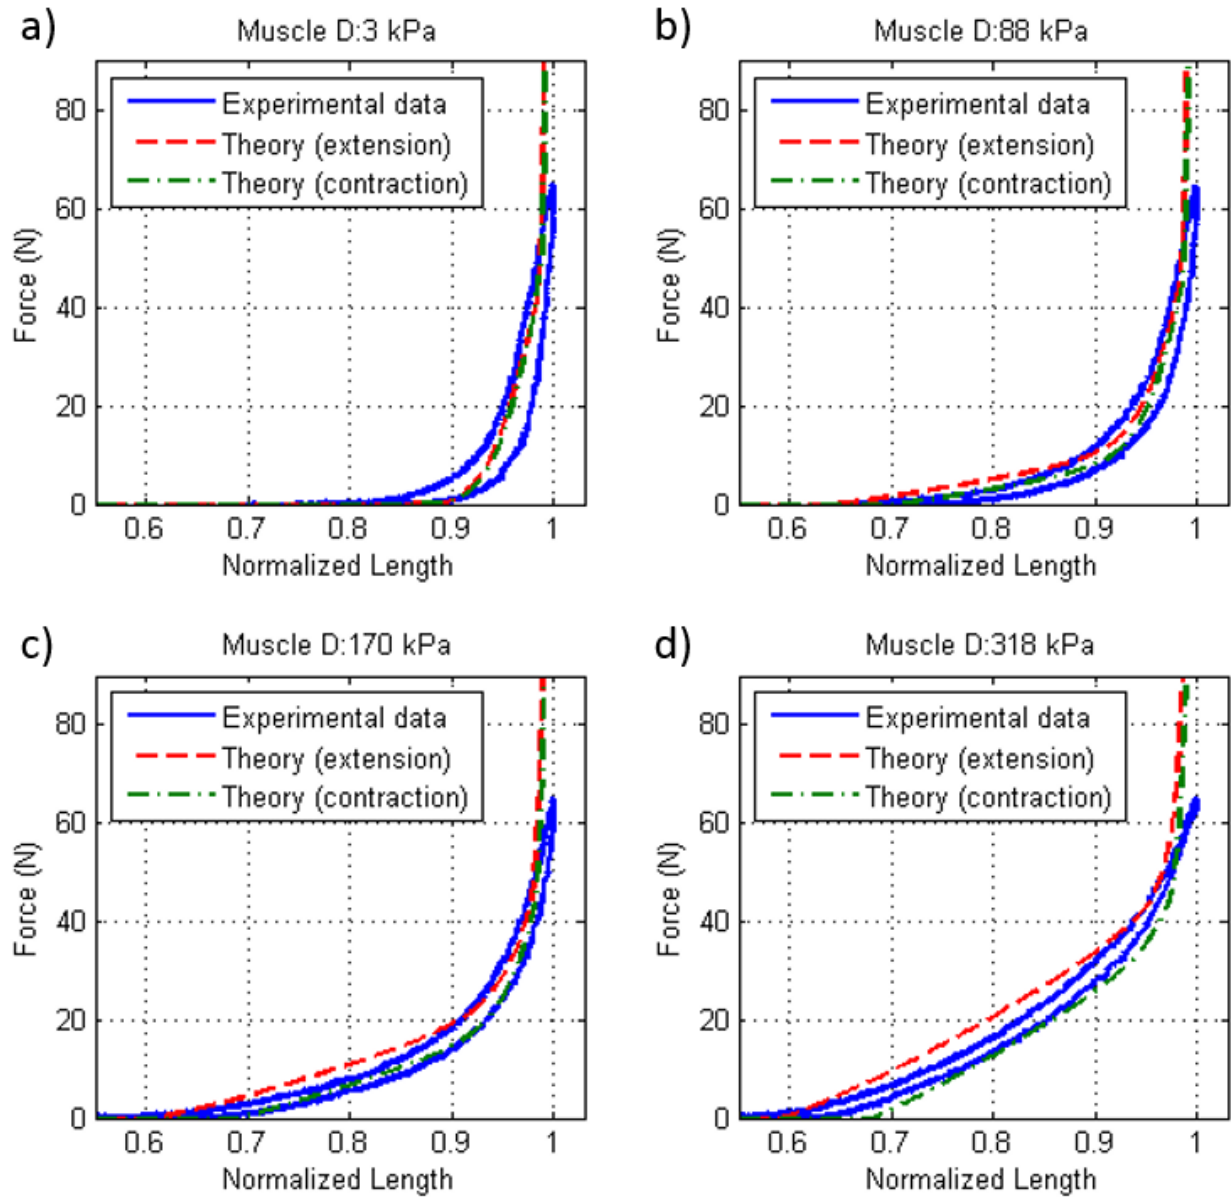 a)
Muscle D:3 kPa
Experimental data
Theory (extension)
Theory (contraction)
Force (N)
80
60
40
20
0
0.6 0.7 0.8 0.9 1
Normalized Length
b)
Muscle D:88 kPa
Experimental data
Theory (extension)
Theory (contraction)
Force (N)
80
60
40
20
0
0.6 0.7 0.8 0.9 1
Normalized Length
c)
Muscle D:170 kPa
Experimental data
Theory (extension)
Theory (contraction)
Force (N)
80
60
40
20
0
0.6 0.7 0.8 0.9 1
Normalized Length
d)
Muscle D:318 kPa
Experimental data
Theory (extension)
Theory (contraction)
Force (N)
80
60
40
20
0
0.6 0.7 0.8 0.9 1
Normalized Length